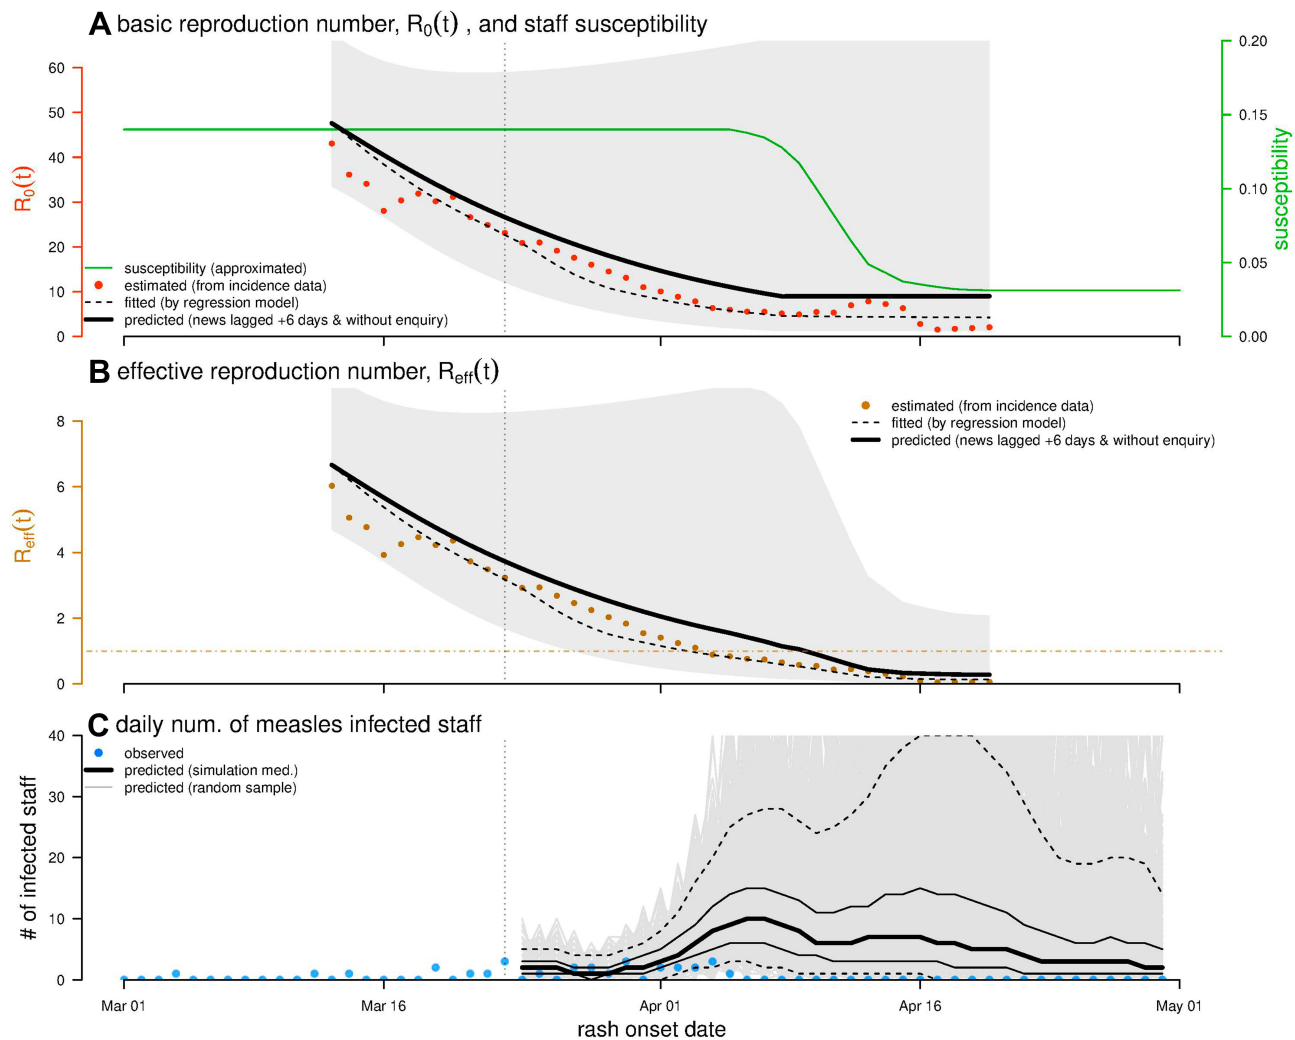 A basic reproduction number, R0(t) , and staff susceptibility
60
50
40
30
20
10
0
R0(t)
0.20
0.15
0.10
0.05
0.00
susceptibility
susceptibility (approximated)
estimated (from incidence data)
fitted (by regression model)
predicted (news lagged +6 days & without enquiry)
B effective reproduction number, Reff(t)
8
6
4
2
0
Reff(t)
estimated (from incidence data)
fitted (by regression model)
predicted (news lagged +6 days & without enquiry)
C daily num. of measles infected staff
40
30
20
10
0
# of infected staff
observed
predicted (simulation med.)
predicted (random sample)
Mar 01
Mar 16
Apr 01
Apr 16
May 01
rash onset date